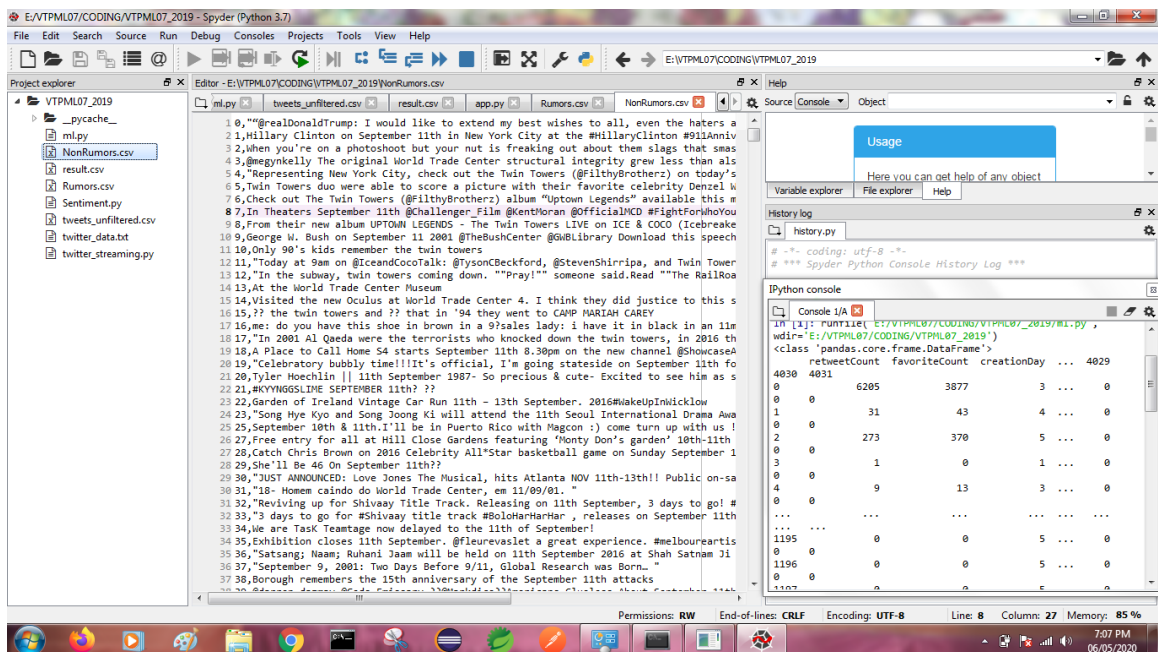 E:/VTPML07/CODING/VTPML07_2019 - Spyder (Python 3.7)
File Edit Search Source Run Debug Consoles Projects Tools View Help
E:\VTPML07\CODING\VTPML07_2019
Project explorer
VTPML07_2019
__pycache__
ml.py
NonRumors.csv
result.csv
Rumors.csv
Sentiment.py
tweets_unfiltered.csv
twitter_data.txt
twitter_streaming.py
Editor - E:\VTPML07\CODING\VTPML07_2019\NonRumors.csv
ml.py tweets_unfiltered.csv result.csv app.py Rumors.csv NonRumors.csv
1 0,"“@realDonaldTrump: I would like to extend my best wishes to all, even the haters a
2 1,Hillary Clinton on September 11th in New York City at the #HillaryClinton #911Anniv
3 2,When you're on a photoshoot but your nut is freaking out about them slags that smas
4 3,@megynkelly The original World Trade Center structural integrity grew less than als
5 4,"Representing New York City, check out the Twin Towers (@FilthyBrotherz) on today’s
6 5,Twin Towers duo were able to score a picture with their favorite celebrity Denzel W
7 6,Check out The Twin Towers (@FilthyBrotherz) album “Uptown Legends” available this m
8 7,In Theaters September 11th @Challenger_Film @KentMoran @OfficialMCD #FightForWhoYou
9 8,From their new album UPTOWN LEGENDS - The Twin Towers LIVE on ICE & COCO (Icebreake
10 9,George W. Bush on September 11 2001 @TheBushCenter @GWBLibrary Download this speech
11 10,Only 90's kids remember the twin towers
12 11,"Today at 9am on @IceandCocoTalk: @TysonCBeckford, @StevenShirripa, and Twin Tower
13 12,"In the subway, twin towers coming down. ""Pray!"" someone said.Read ""The RailRoa
14 13,At the World Trade Center Museum
15 14,Visited the new Oculus at World Trade Center 4. I think they did justice to this s
16 15,?? the twin towers and ?? that in '94 they went to CAMP MARIAH CAREY
17 16,me: do you have this shoe in brown in a 9?sales lady: i have it in black in an 11m
18 17,"In 2001 Al Qaeda were the terrorists who knocked down the twin towers, in 2016 th
19 18,A Place to Call Home S4 starts September 11th 8.30pm on the new channel @ShowcaseA
20 19,"Celebratory bubbly time!!!It's official, I'm going stateside on September 11th fo
21 20,Tyler Hoechlin || 11th September 1987- So precious & cute- Excited to see him as s
22 21,#KYYNGGSLIME SEPTEMBER 11th? ??
23 22,Garden of Ireland Vintage Car Run 11th – 13th September. 2016#WakeUpInWicklow
24 23,"Song Hye Kyo and Song Joong Ki will attend the 11th Seoul International Drama Awa
25 25,September 10th & 11th.I'll be in Puerto Rico with Magcon :) come turn up with us !
26 27,Free entry for all at Hill Close Gardens featuring ‘Monty Don’s garden’ 10th-11th
27 28,Catch Chris Brown on 2016 Celebrity All*Star basketball game on Sunday September 1
28 29,She'll Be 46 On September 11th??
29 30,"JUST ANNOUNCED: Love Jones The Musical, hits Atlanta NOV 11th-13th!! Public on-sa
30 31,"18- Homem caindo do World Trade Center, em 11/09/01. "
31 32,"Reviving up for Shivaay Title Track. Releasing on 11th September, 3 days to go! #
32 33,"3 days to go for #Shivaay title track #BoloHarHarHar , releases on September 11th
33 34,We are TasK Teamtage now delayed to the 11th of September!
34 35,Exhibition closes 11th September. @fleurevaslet a great experience. #melboureartis
35 36,"Satsang; Naam; Ruhani Jaam will be held on 11th September 2016 at Shah Satnam Ji
36 37,"September 9, 2001: Two Days Before 9/11, Global Research was Born… "
37 38,Borough remembers the 15th anniversary of the September 11th attacks
Help
Source Console Object
Usage
Here you can get help of any object
Variable explorer File explorer Help
History log
history.py
# -*- coding: utf-8 -*-
# *** Spyder Python Console History Log ***
IPython console
Console 1/A
In [1]: runfile('E:/VTPML07/CODING/VTPML07_2019/ml.py',
wdir='E:/VTPML07/CODING/VTPML07_2019')
<class 'pandas.core.frame.DataFrame'>
retweetCount favoriteCount creationDay ... 4029
4030 4031
0 6205 3877 3 ... 0
0 0
1 31 43 4 ... 0
0 0
2 273 370 5 ... 0
0 0
3 1 0 1 ... 0
0 0
4 9 13 3 ... 0
0 0
... ... ... ... ... ...
... ...
1195 0 0 5 ... 0
0 0
1196 0 0 5 ... 0
0 0
1197 0 0 5 ... 0
Permissions: RW End-of-lines: CRLF Encoding: UTF-8 Line: 8 Column: 27 Memory: 85 %
7:07 PM
06/05/2020